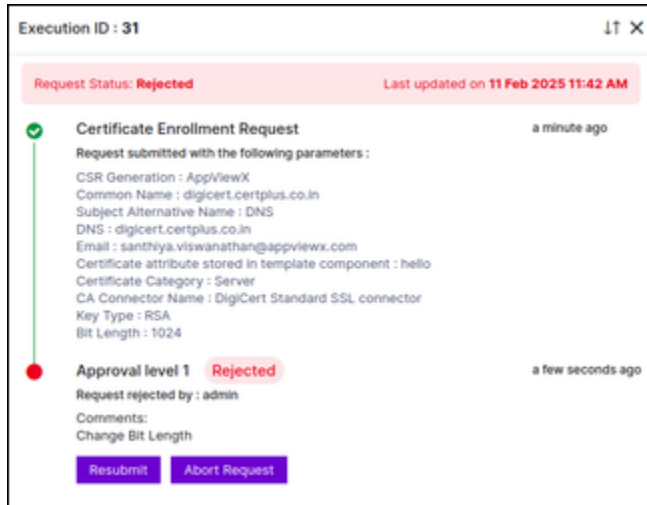 Execution ID : 31
Request Status: Rejected Last updated on 11 Feb 2025 11:42 AM
Certificate Enrollment Request a minute ago
Request submitted with the following parameters :
CSR Generation : AppViewX
Common Name : digicert.certplus.co.in
Subject Alternative Name : DNS
DNS : digicert.certplus.co.in
Email : santhiya.viswanathan@appviewx.com
Certificate attribute stored in template component : hello
Certificate Category : Server
CA Connector Name : DigiCert Standard SSL connector
Key Type : RSA
Bit Length : 1024
Approval level 1 Rejected a few seconds ago
Request rejected by : admin
Comments:
Change Bit Length
Resubmit Abort Request